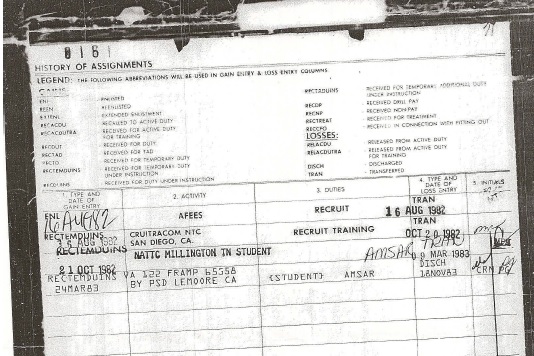 0161
HISTORY OF ASSIGNMENTS
LEGEND: THE FOLLOWING ABBREVIATIONS WILL BE USED IN GAIN ENTRY & LOSS ENTRY COLUMNS
GAINS
ENL - ENLISTED
REEN - REENLISTED
EXTENL - EXTENDED ENLISTMENT
RECACDU - RECALLED TO ACTIVE DUTY
RECACDUTRA - RECEIVED FOR ACTIVE DUTY
FOR TRAINING
RECDUT - RECEIVED FOR DUTY
RECTAD - RECEIVED FOR TAD
RECTD - RECEIVED FOR TEMPORARY DUTY
RECTEMDUINS - RECEIVED FOR TEMPORARY DUTY
UNDER INSTRUCTION
RECDUINS - RECEIVED FOR DUTY UNDER INSTRUCTION
RECTADUINS - RECEIVED FOR TEMPORARY ADDITIONAL DUTY
UNDER INSTRUCTION
RECDP - RECEIVED DRILL PAY
RECNP - RECEIVED NON-PAY
RECTREAT - RECEIVED FOR TREATMENT
RECCFO - RECEIVED IN CONNECTION WITH FITTING OUT
LOSSES:
RELACDU - RELEASED FROM ACTIVE DUTY
RELACDUTRA - RELEASED FROM ACTIVE DUTY
FOR TRAINING
DISCH - DISCHARGED
TRAN - TRANSFERRED
1. TYPE AND
DATE OF
GAIN ENTRY
2. ACTIVITY
3. DUTIES
4. TYPE AND
DATE OF
LOSS ENTRY
5. INITIALS
ENL
16 AUG 82
AFEES
RECRUIT
TRAN
16 AUG 1982
RECTEMDUINS
16 AUG 1982
CRUITRACOM NTC
SAN DIEGO, CA.
RECRUIT TRAINING
TRAN
OCT 20 1982
RECTEMDUINS
21 OCT 1982
NATTC MILLINGTON TN STUDENT
AMSAR
TRAN
09 MAR 1983
RECTEMDUINS
24MAR83
VA 122 FRAMP 65558
BY PSD LEMOORE CA
(STUDENT) AMSAR
DISCH
18NOV83
CRM